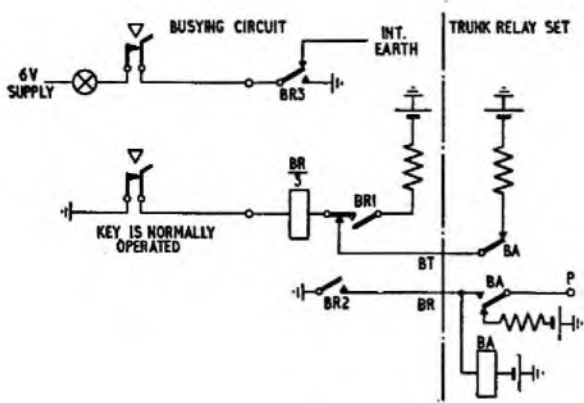 BUSYING CIRCUIT
TRUNK RELAY SET
INT.
EARTH
6V
SUPPLY
BR3
BR
3
BR1
KEY IS NORMALLY
OPERATED
BT
BA
BR2
BR
BA
P
BA